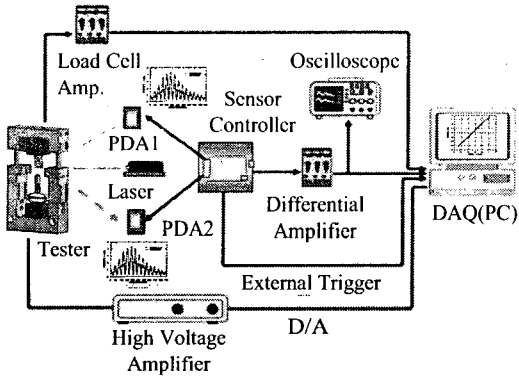 Load Cell
Amp.
Oscilloscope
Sensor
Controller
PDA1
Laser
PDA2
Tester
Differential
Amplifier
DAQ(PC)
External Trigger
D/A
High Voltage
Amplifier